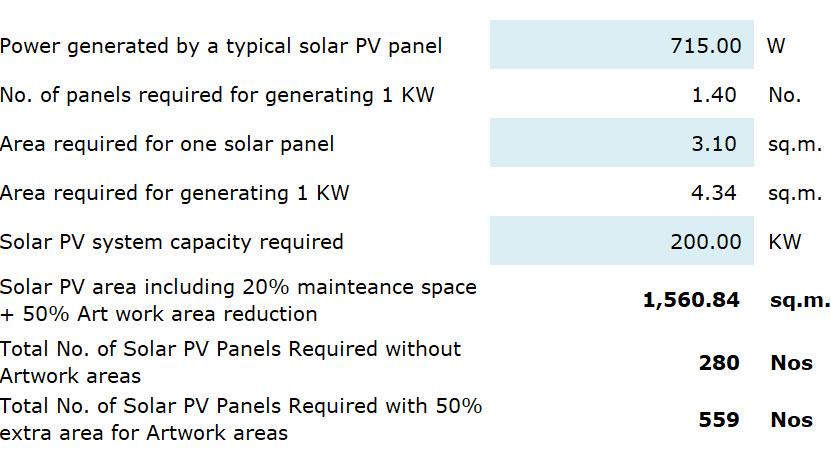 Power generated by a typical solar PV panel 715.00 W
No. of panels required for generating 1 KW 1.40 No.
Area required for one solar panel 3.10 sq.m.
Area required for generating 1 KW 4.34 sq.m.
Solar PV system capacity required 200.00 KW
Solar PV area including 20% mainteance space
+ 50% Art work area reduction 1,560.84 sq.m.
Total No. of Solar PV Panels Required without
Artwork areas 280 Nos
Total No. of Solar PV Panels Required with 50%
extra area for Artwork areas 559 Nos